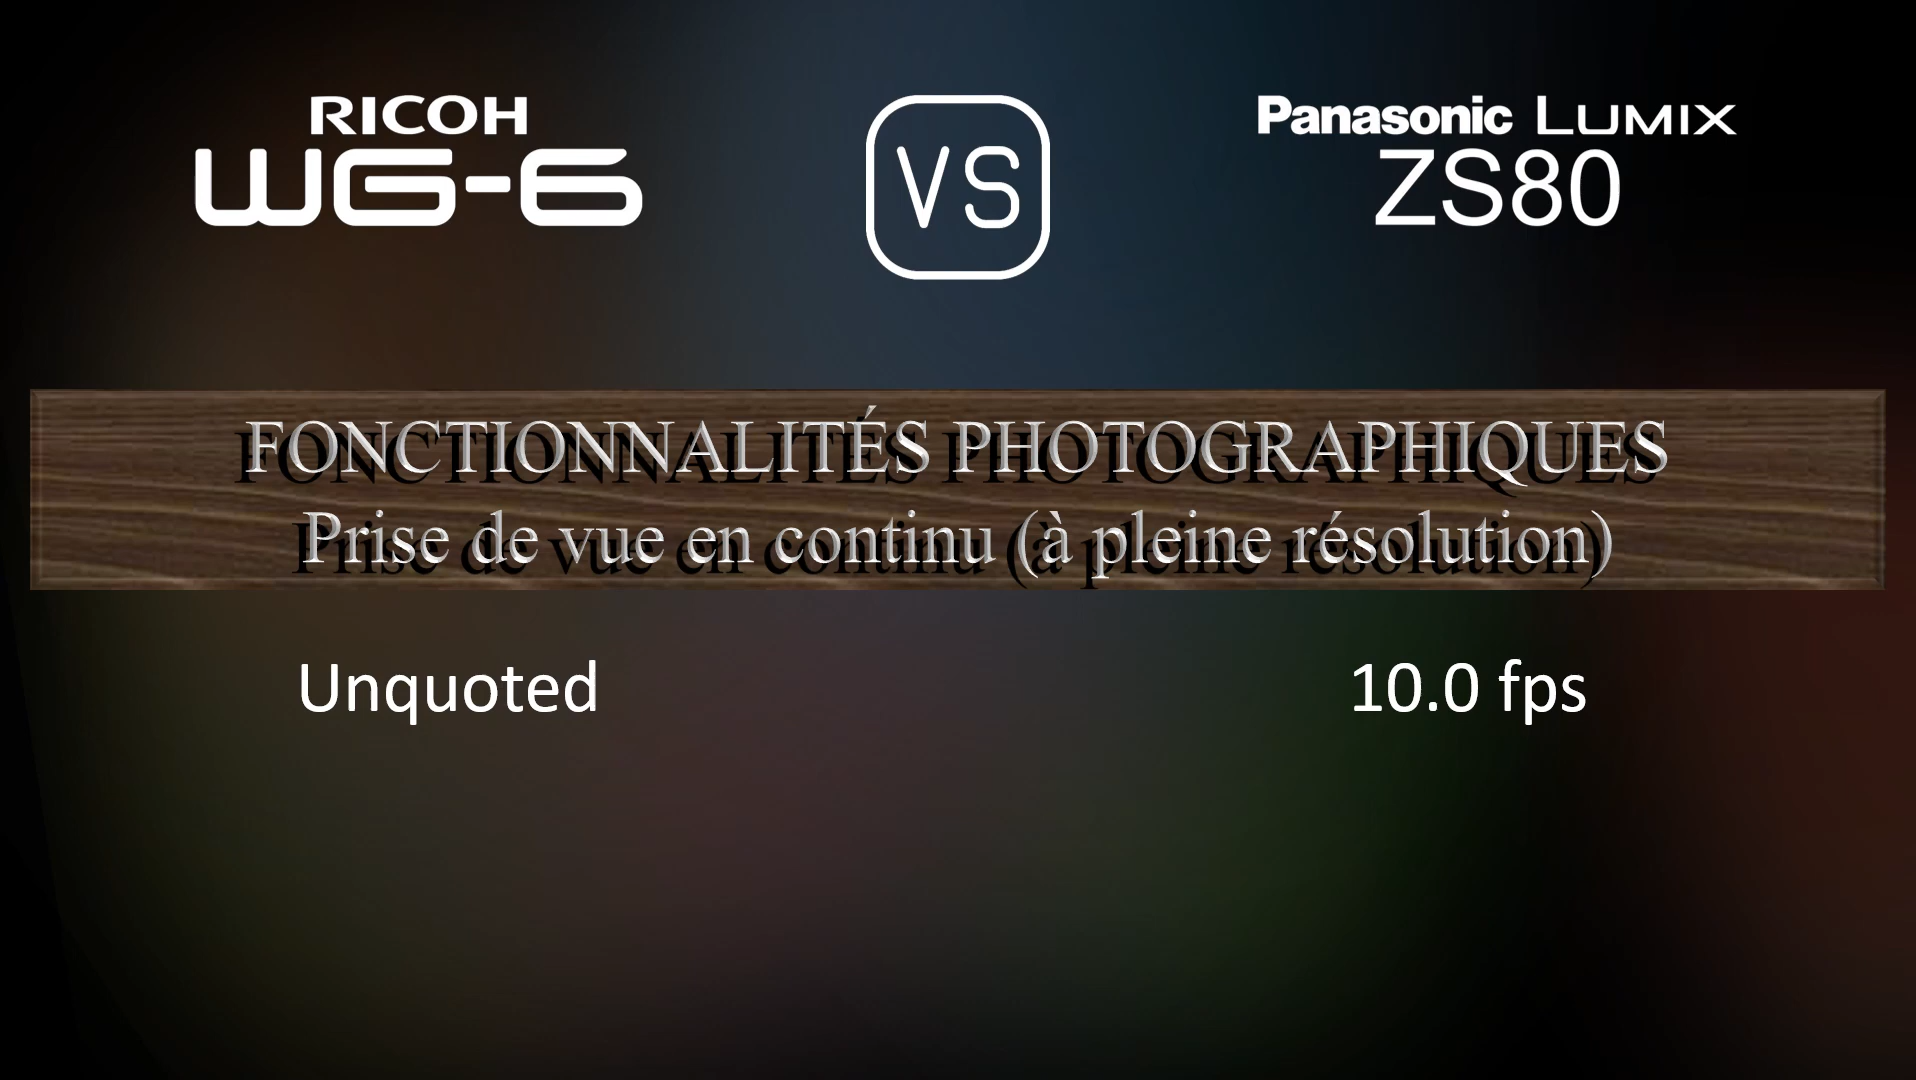 RICOH
WG-6
VS
Panasonic LUMIX
ZS80
FONCTIONNALITÉS PHOTOGRAPHIQUES
Prise de vue en continu (à pleine résolution)
Unquoted
10.0 fps